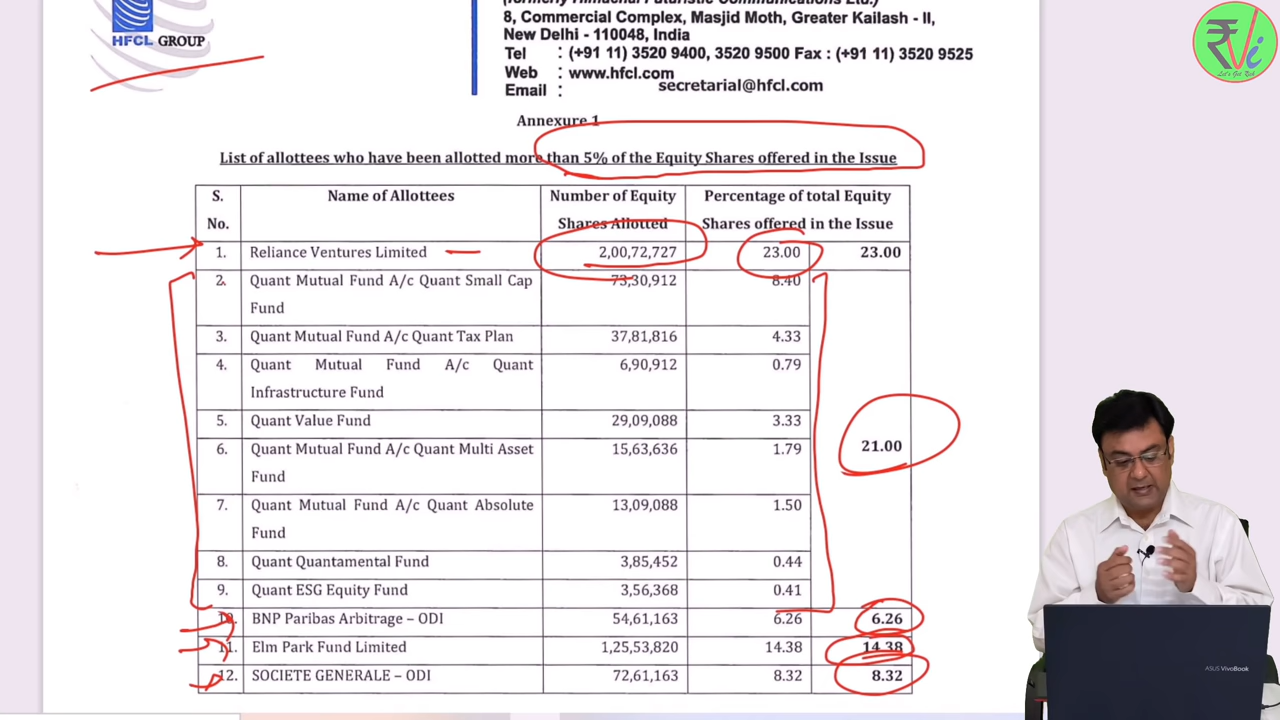 (formerly Himachal Futuristic Communications Ltd.)
8, Commercial Complex, Masjid Moth, Greater Kailash - II,
New Delhi - 110048, India
Tel : (+91 11) 3520 9400, 3520 9500 Fax : (+91 11) 3520 9525
Web : www.hfcl.com
Email : secretarial@hfcl.com
HFCL GROUP
₹Vi
Let's Get Rich
Annexure 1
List of allottees who have been allotted more than 5% of the Equity Shares offered in the Issue
S. No. Name of Allottees Number of Equity Shares Allotted Percentage of total Equity Shares offered in the Issue
1. Reliance Ventures Limited 2,00,72,727 23.00 23.00
2. Quant Mutual Fund A/c Quant Small Cap Fund 73,30,912 8.40
3. Quant Mutual Fund A/c Quant Tax Plan 37,81,816 4.33
4. Quant Mutual Fund A/c Quant Infrastructure Fund 6,90,912 0.79
5. Quant Value Fund 29,09,088 3.33
21.00
6. Quant Mutual Fund A/c Quant Multi Asset Fund 15,63,636 1.79
7. Quant Mutual Fund A/c Quant Absolute Fund 13,09,088 1.50
8. Quant Quantamental Fund 3,85,452 0.44
9. Quant ESG Equity Fund 3,56,368 0.41
10. BNP Paribas Arbitrage – ODI 54,61,163 6.26 6.26
11. Elm Park Fund Limited 1,25,53,820 14.38 14.38
12. SOCIETE GENERALE – ODI 72,61,163 8.32 8.32
ASUS VivoBook